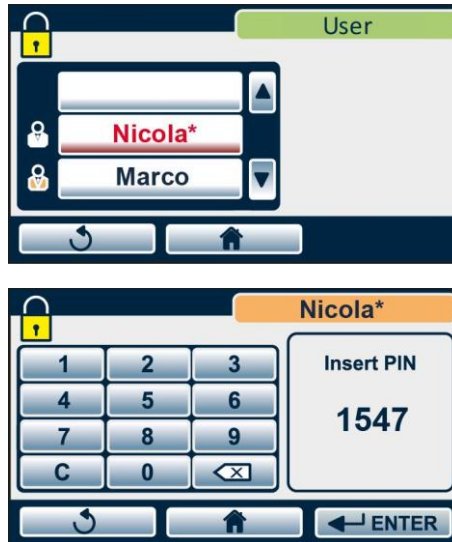 User
Nicola*
Marco
Nicola*
1 2 3
4 5 6
7 8 9
C 0
Insert PIN
1547
ENTER